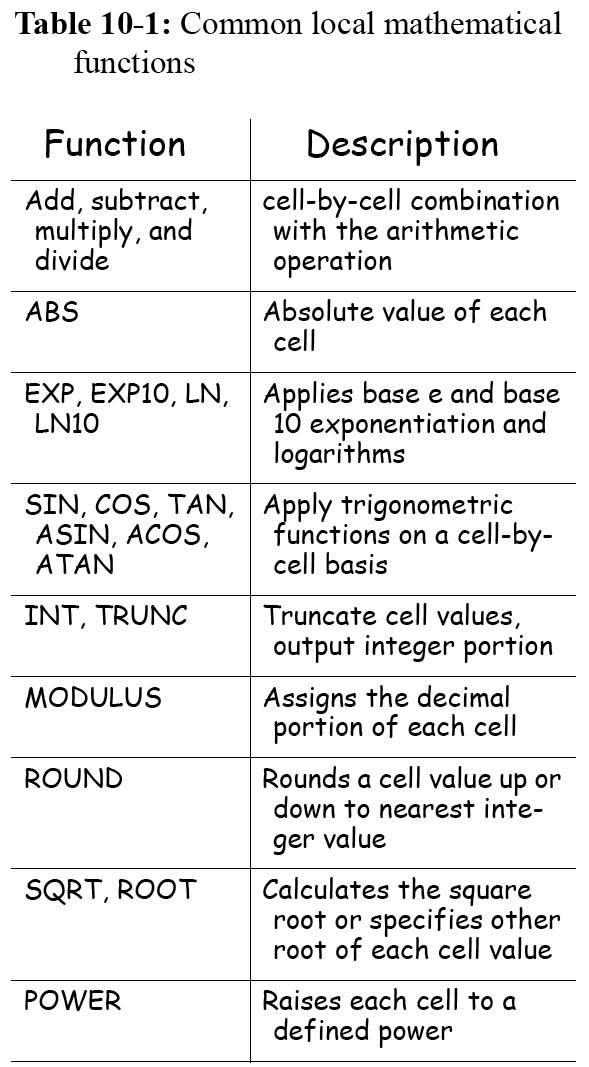 Table 10-1: Common local mathematical
functions
Function Description
Add, subtract,
multiply, and
divide
cell-by-cell combination
with the arithmetic
operation
ABS
Absolute value of each
cell
EXP, EXP10, LN,
LN10
Applies base e and base
10 exponentiation and
logarithms
SIN, COS, TAN,
ASIN, ACOS,
ATAN
Apply trigonometric
functions on a cell-by-
cell basis
INT, TRUNC
Truncate cell values,
output integer portion
MODULUS
Assigns the decimal
portion of each cell
ROUND
Rounds a cell value up or
down to nearest inte-
ger value
SQRT, ROOT
Calculates the square
root or specifies other
root of each cell value
POWER
Raises each cell to a
defined power